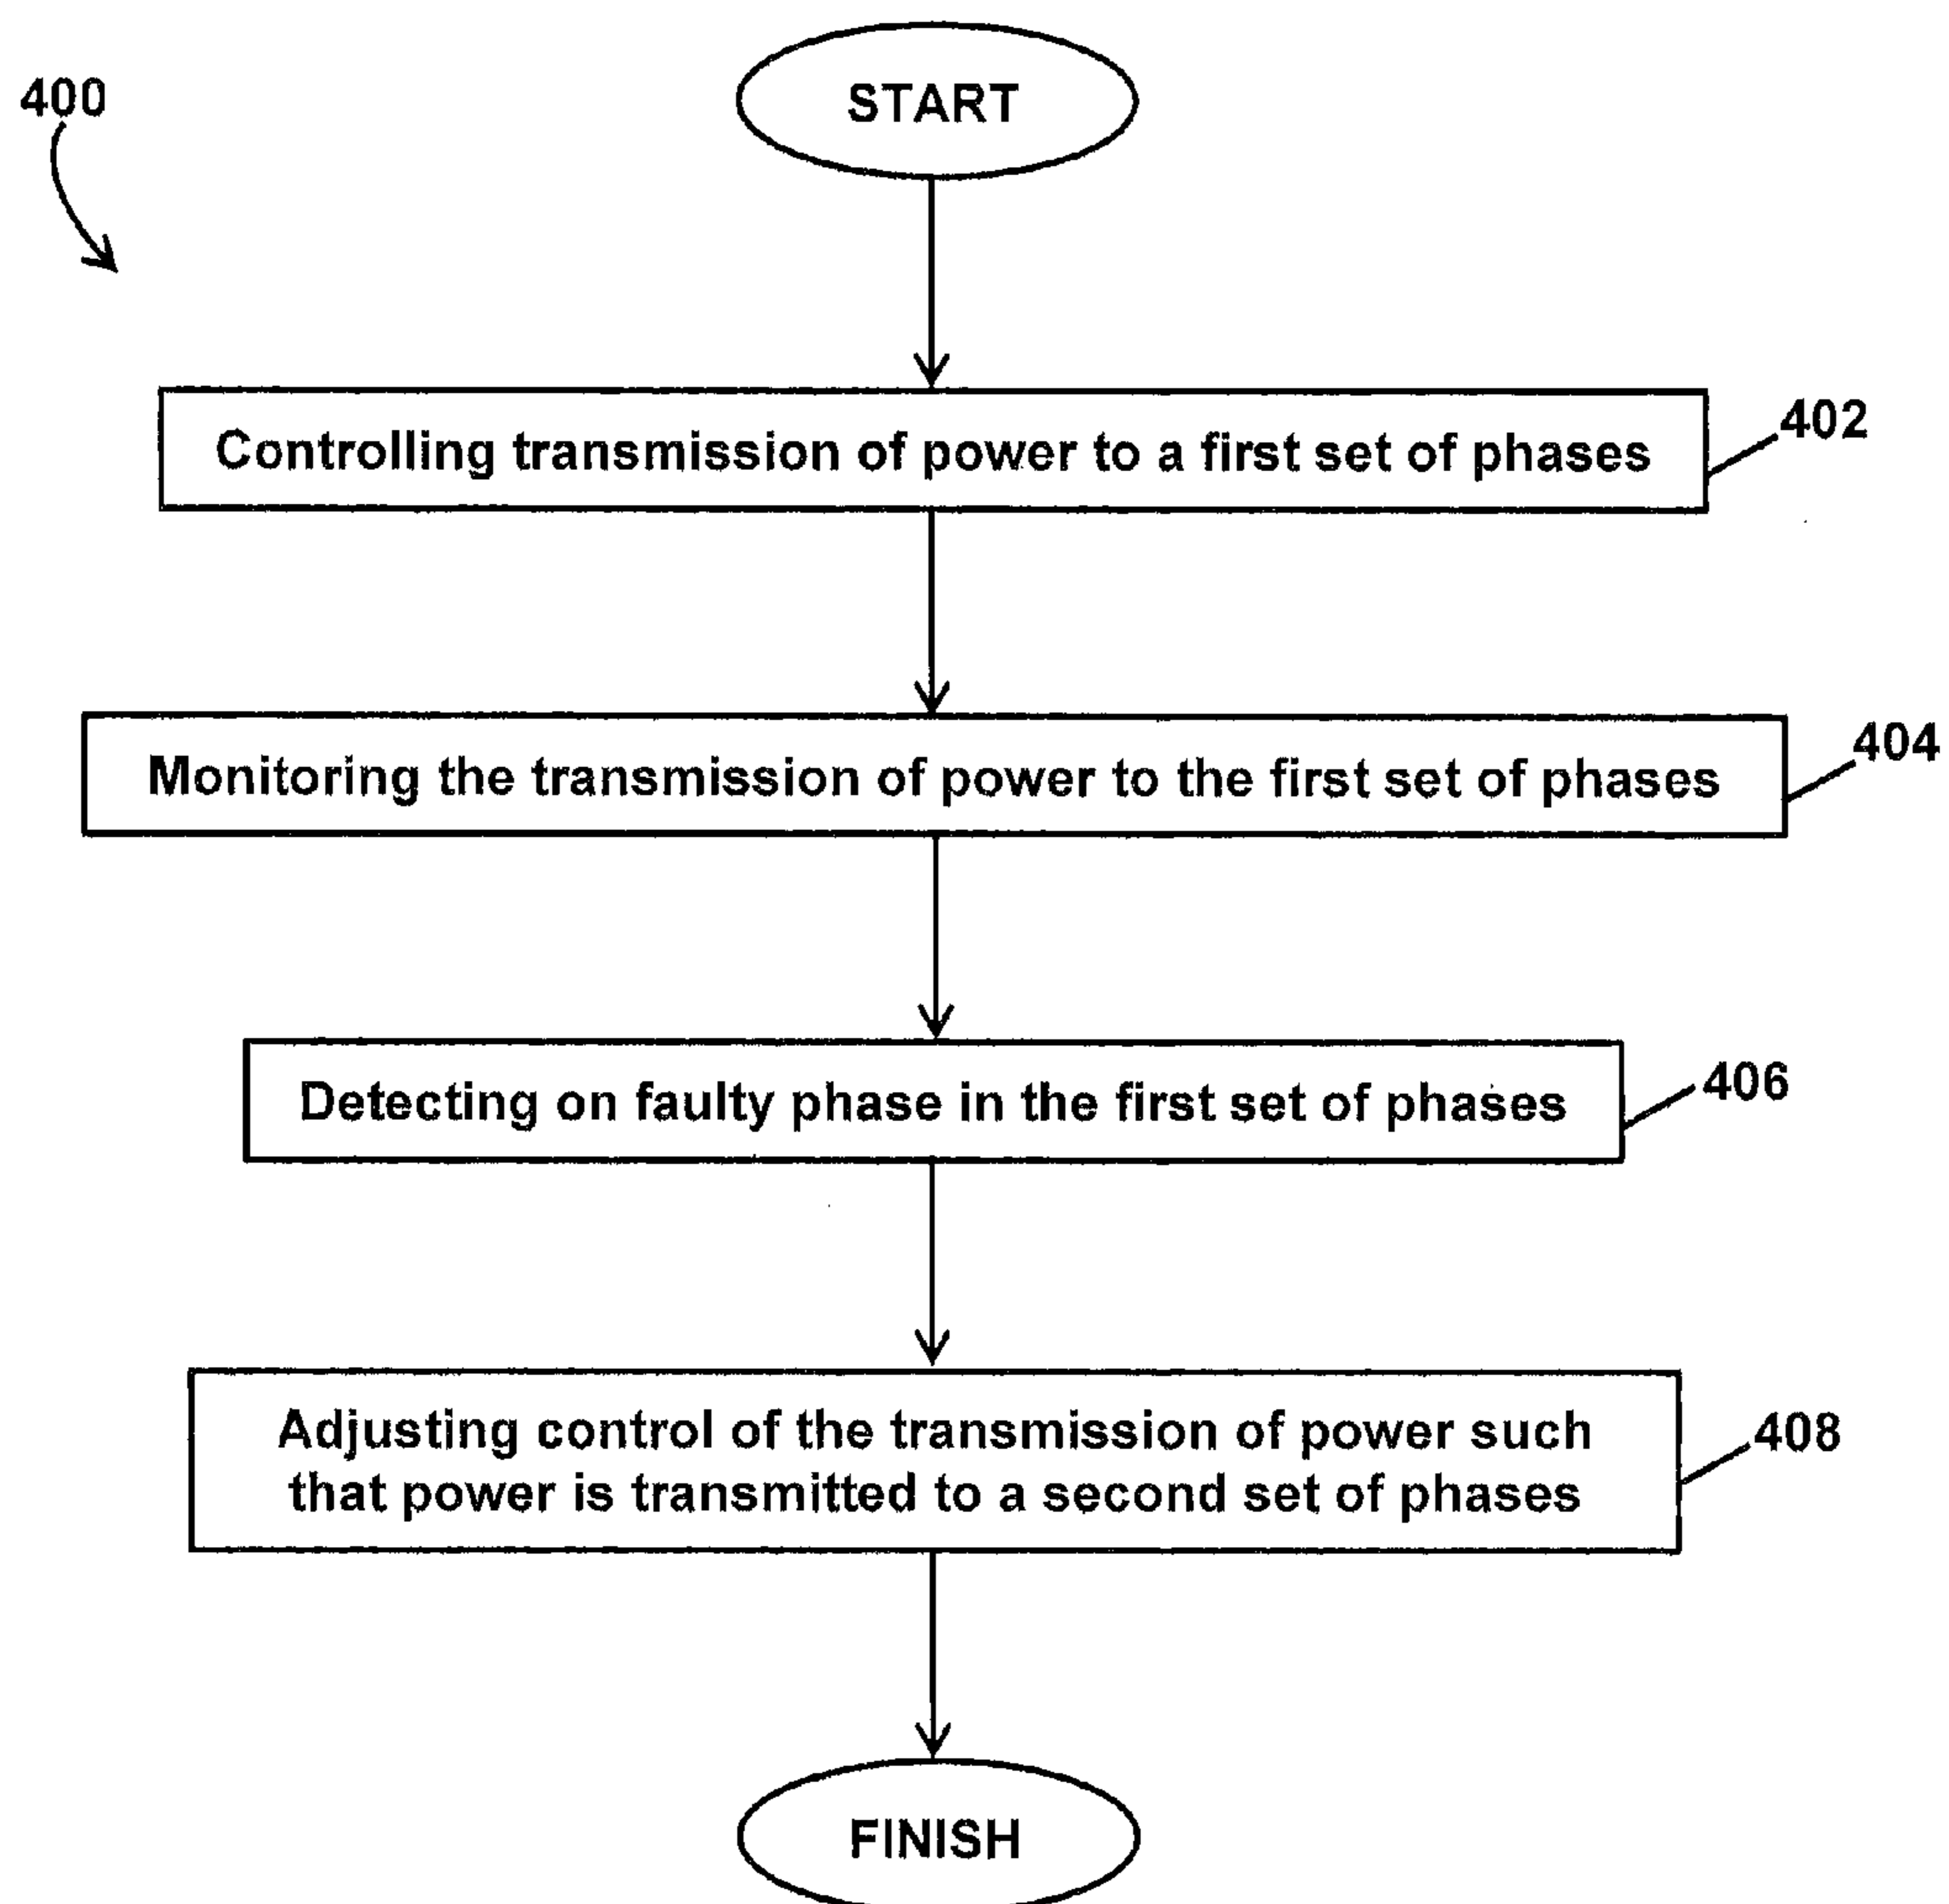 START
400
Controlling transmission of power to a first set of phases
402
Monitoring the transmission of power to the first set of phases
404
Detecting on faulty phase in the first set of phases
406
Adjusting control of the transmission of power such
that power is transmitted to a second set of phases
408
FINISH